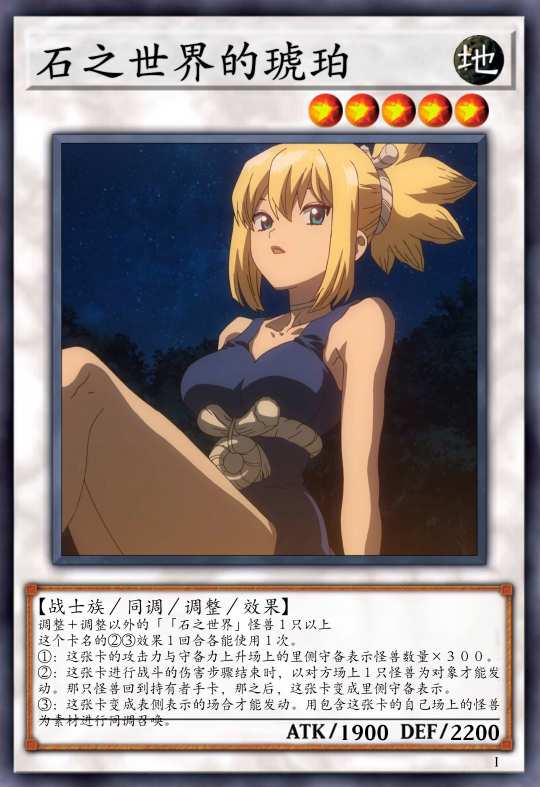 石之世界的琥珀
地
【战士族／同调／调整／效果】
调整＋调整以外的「「石之世界」怪兽１只以上
这个卡名的②③效果１回合各能使用１次。
①：这张卡的攻击力与守备力上升场上的里侧守备表示怪兽数量×３００。
②：这张卡进行战斗的伤害步骤结束时，以对方场上１只怪兽为对象才能发
动。那只怪兽回到持有者手卡，那之后，这张卡变成里侧守备表示。
③：这张卡变成表侧表示的场合才能发动。用包含这张卡的自己场上的怪兽
为素材进行同调召唤。
ATK/1900 DEF/2200
1